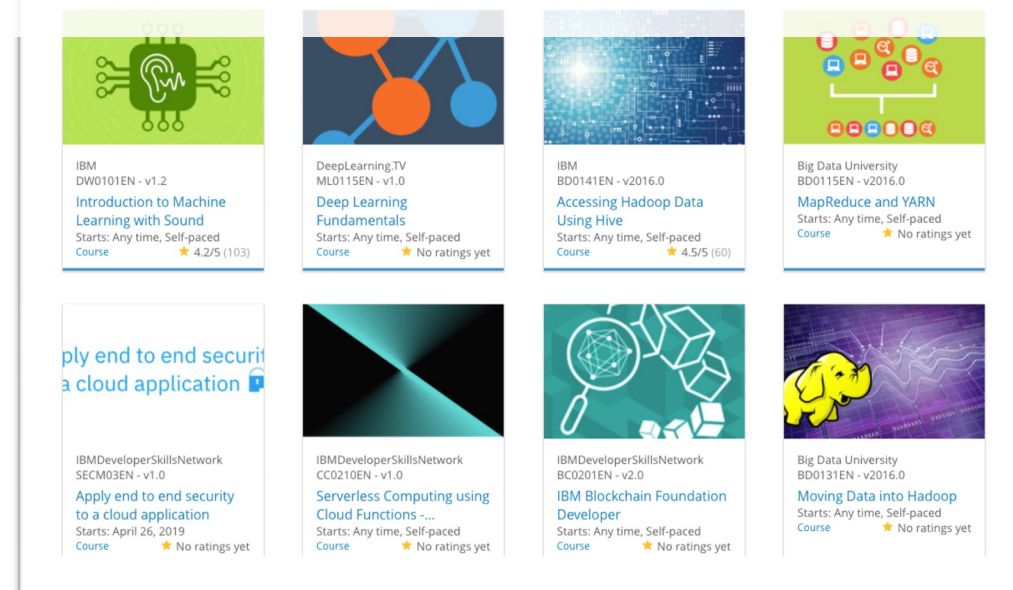 IBM
DW0101EN - v1.2
Introduction to Machine
Learning with Sound
Starts: Any time, Self-paced
Course 4.2/5 (103)
DeepLearning.TV
ML0115EN - v1.0
Deep Learning
Fundamentals
Starts: Any time, Self-paced
Course No ratings yet
IBM
BD0141EN - v2016.0
Accessing Hadoop Data
Using Hive
Starts: Any time, Self-paced
Course 4.5/5 (60)
Big Data University
BD0115EN - v2016.0
MapReduce and YARN
Starts: Any time, Self-paced
Course No ratings yet
ply end to end securit
a cloud application
IBMDeveloperSkillsNetwork
SECM03EN - v1.0
Apply end to end security
to a cloud application
Starts: April 26, 2019
Course No ratings yet
IBMDeveloperSkillsNetwork
CC0210EN - v1.0
Serverless Computing using
Cloud Functions -...
Starts: Any time, Self-paced
Course No ratings yet
IBMDeveloperSkillsNetwork
BC0201EN - v2.0
IBM Blockchain Foundation
Developer
Starts: Any time, Self-paced
Course No ratings yet
Big Data University
BD0131EN - v2016.0
Moving Data into Hadoop
Starts: Any time, Self-paced
Course No ratings yet